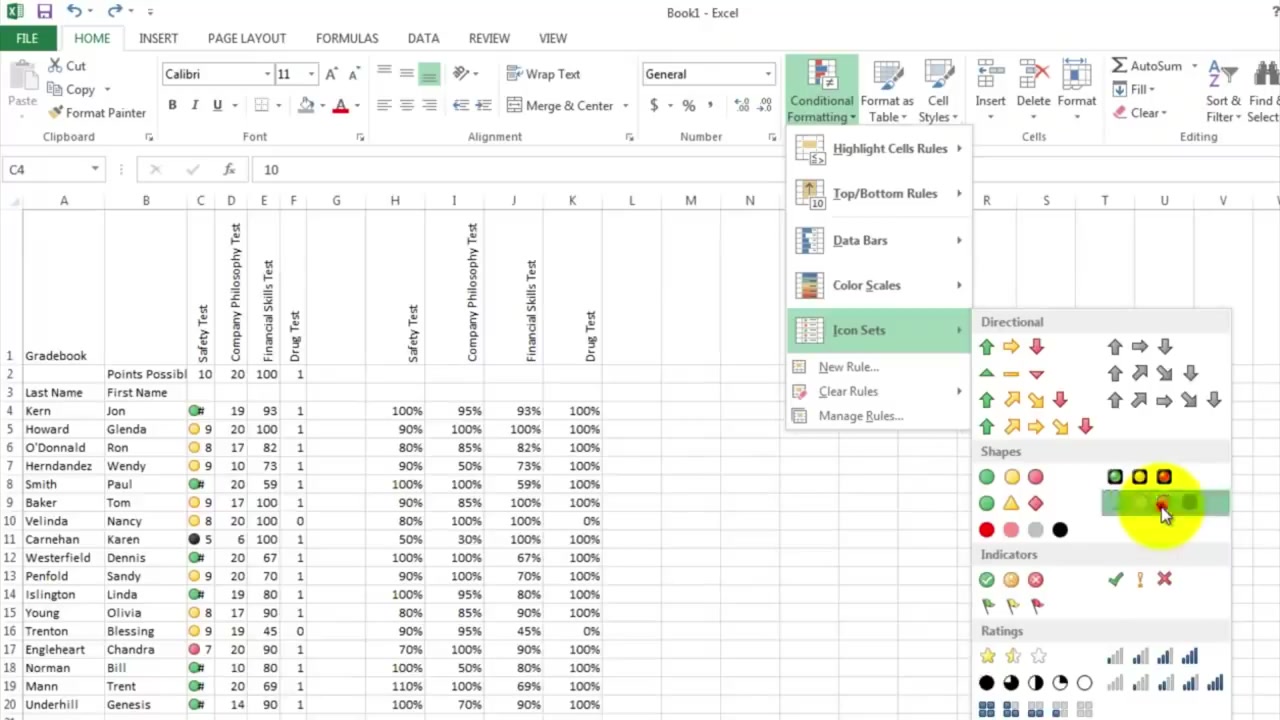 Book1 - Excel
?
FILE HOME INSERT PAGE LAYOUT FORMULAS DATA REVIEW VIEW
Paste
Cut
Copy
Format Painter
Clipboard
Calibri 11
B I U
A A
A
Font
Wrap Text
Merge & Center
Alignment
General
$ % ,
Number
Conditional Formatting
Format as Table
Cell Styles
Insert Delete Format
Cells
AutoSum
Fill
Clear
Sort & Filter
Find & Selec
Editing
C4 fx 10
A B C D E F G H I J K L M N R S T U V
Safety Test
Company Philosophy Test
Financial Skills Test
Drug Test
Safety Test
Company Philosophy Test
Financial Skills Test
Drug Test
1 Gradebook
2 Points Possibl 10 20 100 1
3 Last Name First Name
4 Kern Jon # 19 93 1 100% 95% 93% 100%
5 Howard Glenda 9 20 100 1 90% 100% 100% 100%
6 O'Donnald Ron 8 17 82 1 80% 85% 82% 100%
7 Herndandez Wendy 9 10 73 1 90% 50% 73% 100%
8 Smith Paul # 20 59 1 100% 100% 59% 100%
9 Baker Tom 9 17 100 1 90% 85% 100% 100%
10 Velinda Nancy 8 20 100 0 80% 100% 100% 0%
11 Carnehan Karen 5 6 100 1 50% 30% 100% 100%
12 Westerfield Dennis # 20 67 1 100% 100% 67% 100%
13 Penfold Sandy 9 20 70 1 90% 100% 70% 100%
14 Islington Linda # 19 80 1 100% 95% 80% 100%
15 Young Olivia 8 17 90 1 80% 85% 90% 100%
16 Trenton Blessing 9 19 45 0 90% 95% 45% 0%
17 Engleheart Chandra 7 20 90 1 70% 100% 90% 100%
18 Norman Bill # 10 80 1 100% 50% 80% 100%
19 Mann Trent # 20 69 1 110% 100% 69% 100%
20 Underhill Genesis # 14 90 1 100% 70% 90% 100%
Highlight Cells Rules
Top/Bottom Rules
Data Bars
Color Scales
Icon Sets
New Rule...
Clear Rules
Manage Rules...
Directional
Shapes
Indicators
Ratings